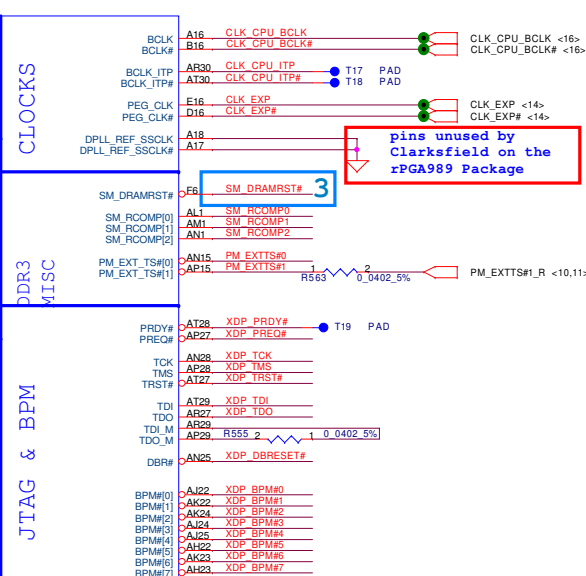 CLOCKS
BCLK A16 CLK_CPU_BCLK CLK_CPU_BCLK <16>
BCLK# B16 CLK_CPU_BCLK# CLK_CPU_BCLK# <16>
BCLK_ITP AR30 CLK_CPU_ITP T17 PAD
BCLK_ITP# AT30 CLK_CPU_ITP# T18 PAD
PEG_CLK E16 CLK_EXP CLK_EXP <14>
PEG_CLK# D16 CLK_EXP# CLK_EXP# <14>
DPLL_REF_SSCLK A18
DPLL_REF_SSCLK# A17
pins unused by
Clarksfield on the
rPGA989 Package
DDR3
MISC
SM_DRAMRST# F6 SM_DRAMRST# 3
SM_RCOMP[0] AL1 SM_RCOMP0
SM_RCOMP[1] AM1 SM_RCOMP1
SM_RCOMP[2] AN1 SM_RCOMP2
PM_EXT_TS#[0] AN15 PM_EXTTS#0
PM_EXT_TS#[1] AP15 PM_EXTTS#1 1 2 PM_EXTTS#1_R <10,11>
R563 0_0402_5%
JTAG & BPM
PRDY# AT28 XDP_PRDY# T19 PAD
PREQ# AP27 XDP_PREQ#
TCK AN28 XDP_TCK
TMS AP28 XDP_TMS
TRST# AT27 XDP_TRST#
TDI AT29 XDP_TDI
TDO AR27 XDP_TDO
TDI_M AR29
TDO_M AP29 R555 2 1 0_0402_5%
DBR# AN25 XDP_DBRESET#
BPM#[0] AJ22 XDP_BPM#0
BPM#[1] AK22 XDP_BPM#1
BPM#[2] AK24 XDP_BPM#2
BPM#[3] AJ24 XDP_BPM#3
BPM#[4] AJ25 XDP_BPM#4
BPM#[5] AH22 XDP_BPM#5
BPM#[6] AK23 XDP_BPM#6
BPM#[7] AH23 XDP_BPM#7